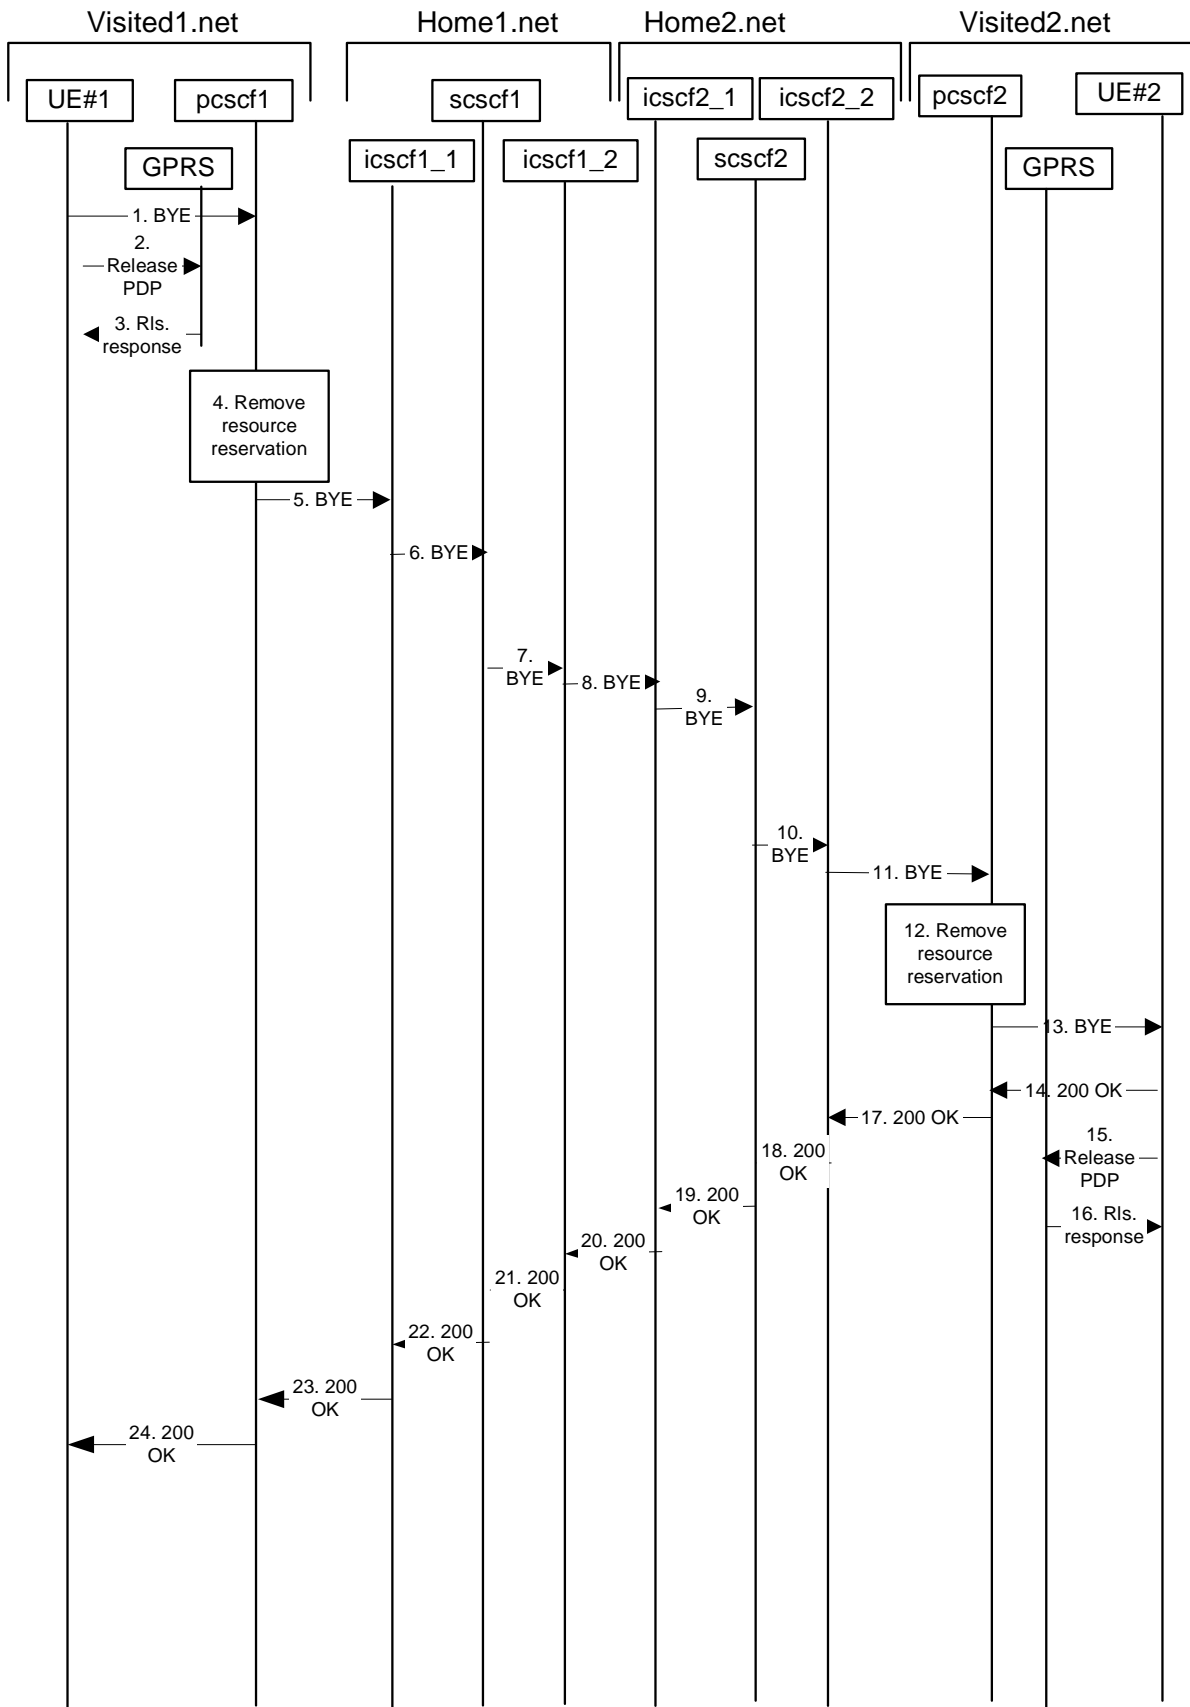 Visited1.net
Home1.net
Home2.net
Visited2.net
UE#1
pcscf1
scscf1
icscf2_1
icscf2_2
pcscf2
UE#2
GPRS
icscf1_1
icscf1_2
scscf2
GPRS
1. BYE
2.
Release
PDP
3. Rls.
response
4. Remove
resource
reservation
5. BYE
6. BYE
7.
BYE
8. BYE
9.
BYE
10.
BYE
11. BYE
12. Remove
resource
reservation
13. BYE
14. 200 OK
17. 200 OK
15.
Release
PDP
18. 200
OK
19. 200
OK
16. Rls.
response
20. 200
OK
21. 200
OK
22. 200
OK
23. 200
OK
24. 200
OK